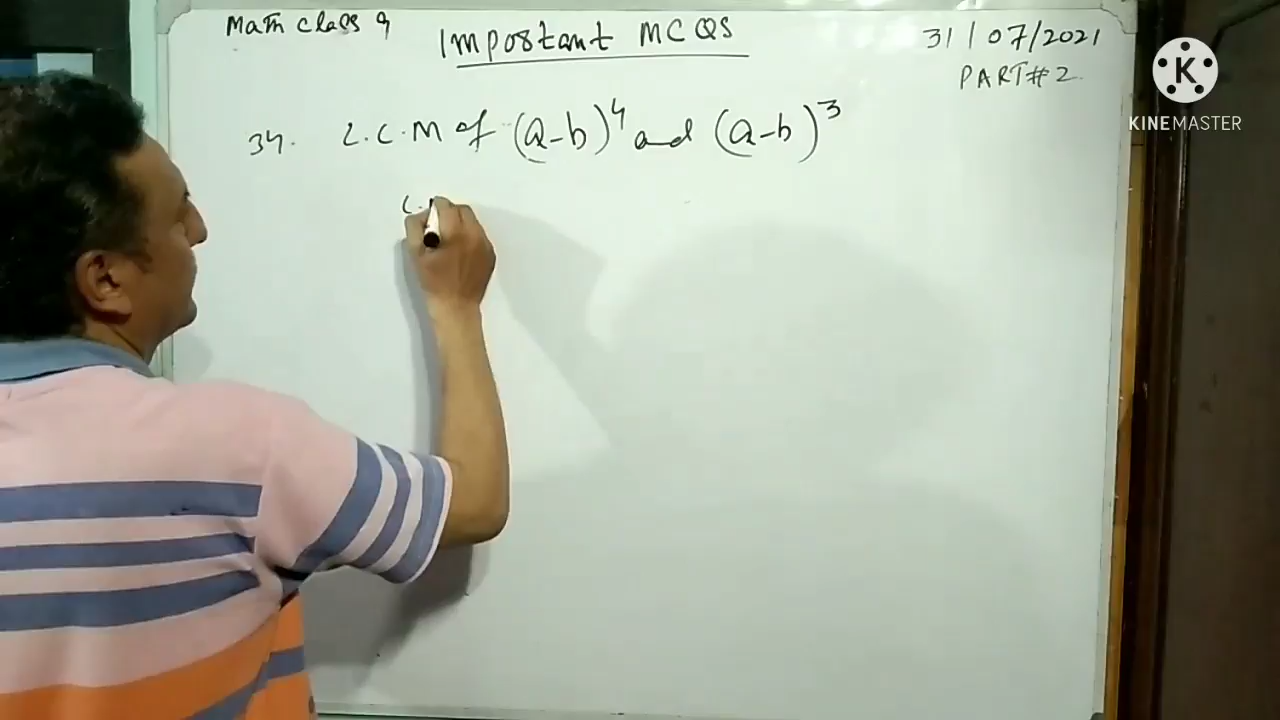 Math class 9
Important MCQS
31/07/2021
PART#2
K
KINEMASTER
34. L.C.M of (a-b)⁴ and (a-b)³